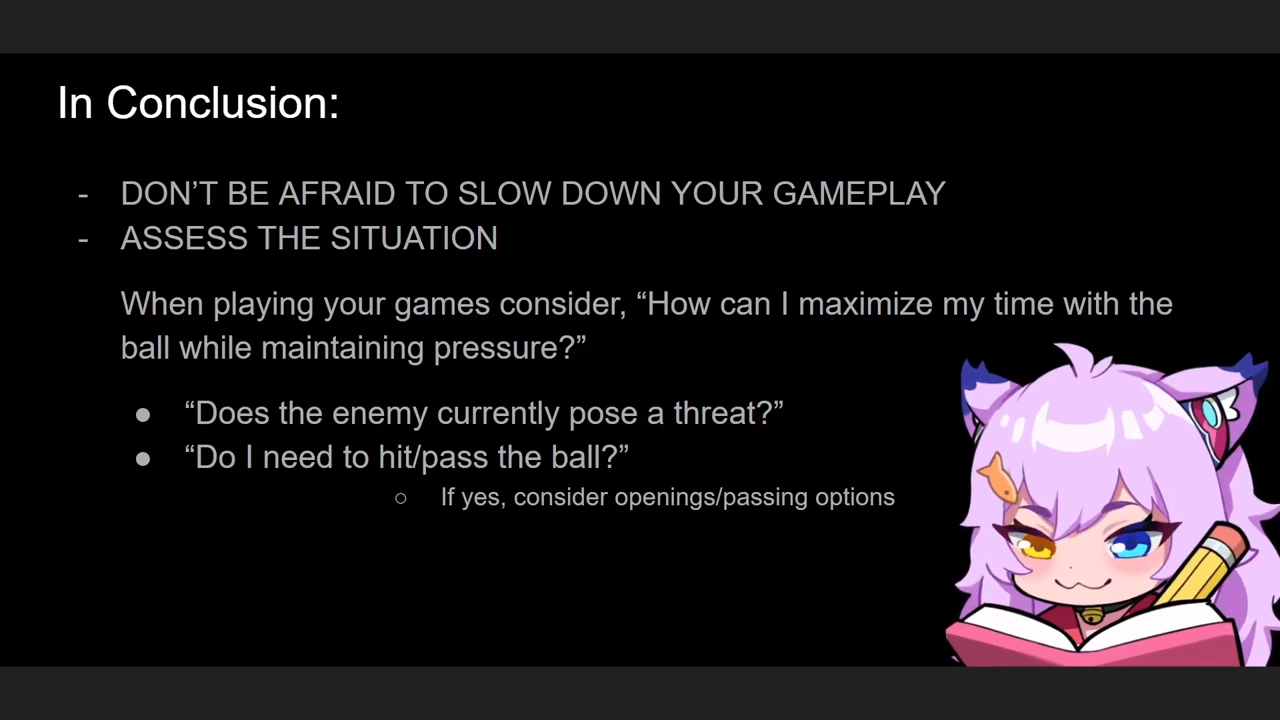 In Conclusion:
- DON’T BE AFRAID TO SLOW DOWN YOUR GAMEPLAY
- ASSESS THE SITUATION
When playing your games consider, “How can I maximize my time with the
ball while maintaining pressure?”
● “Does the enemy currently pose a threat?”
● “Do I need to hit/pass the ball?”
○ If yes, consider openings/passing options